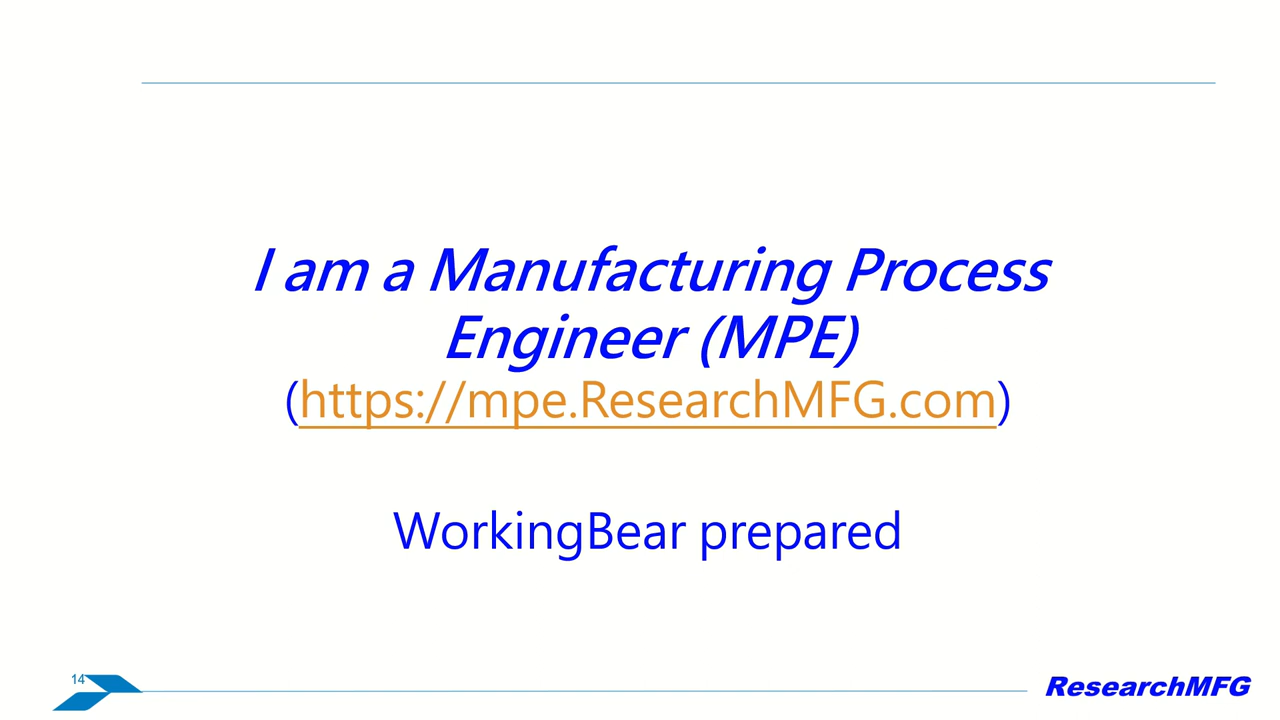 I am a Manufacturing Process
Engineer (MPE)
(https://mpe.ResearchMFG.com)
WorkingBear prepared
14
ResearchMFG